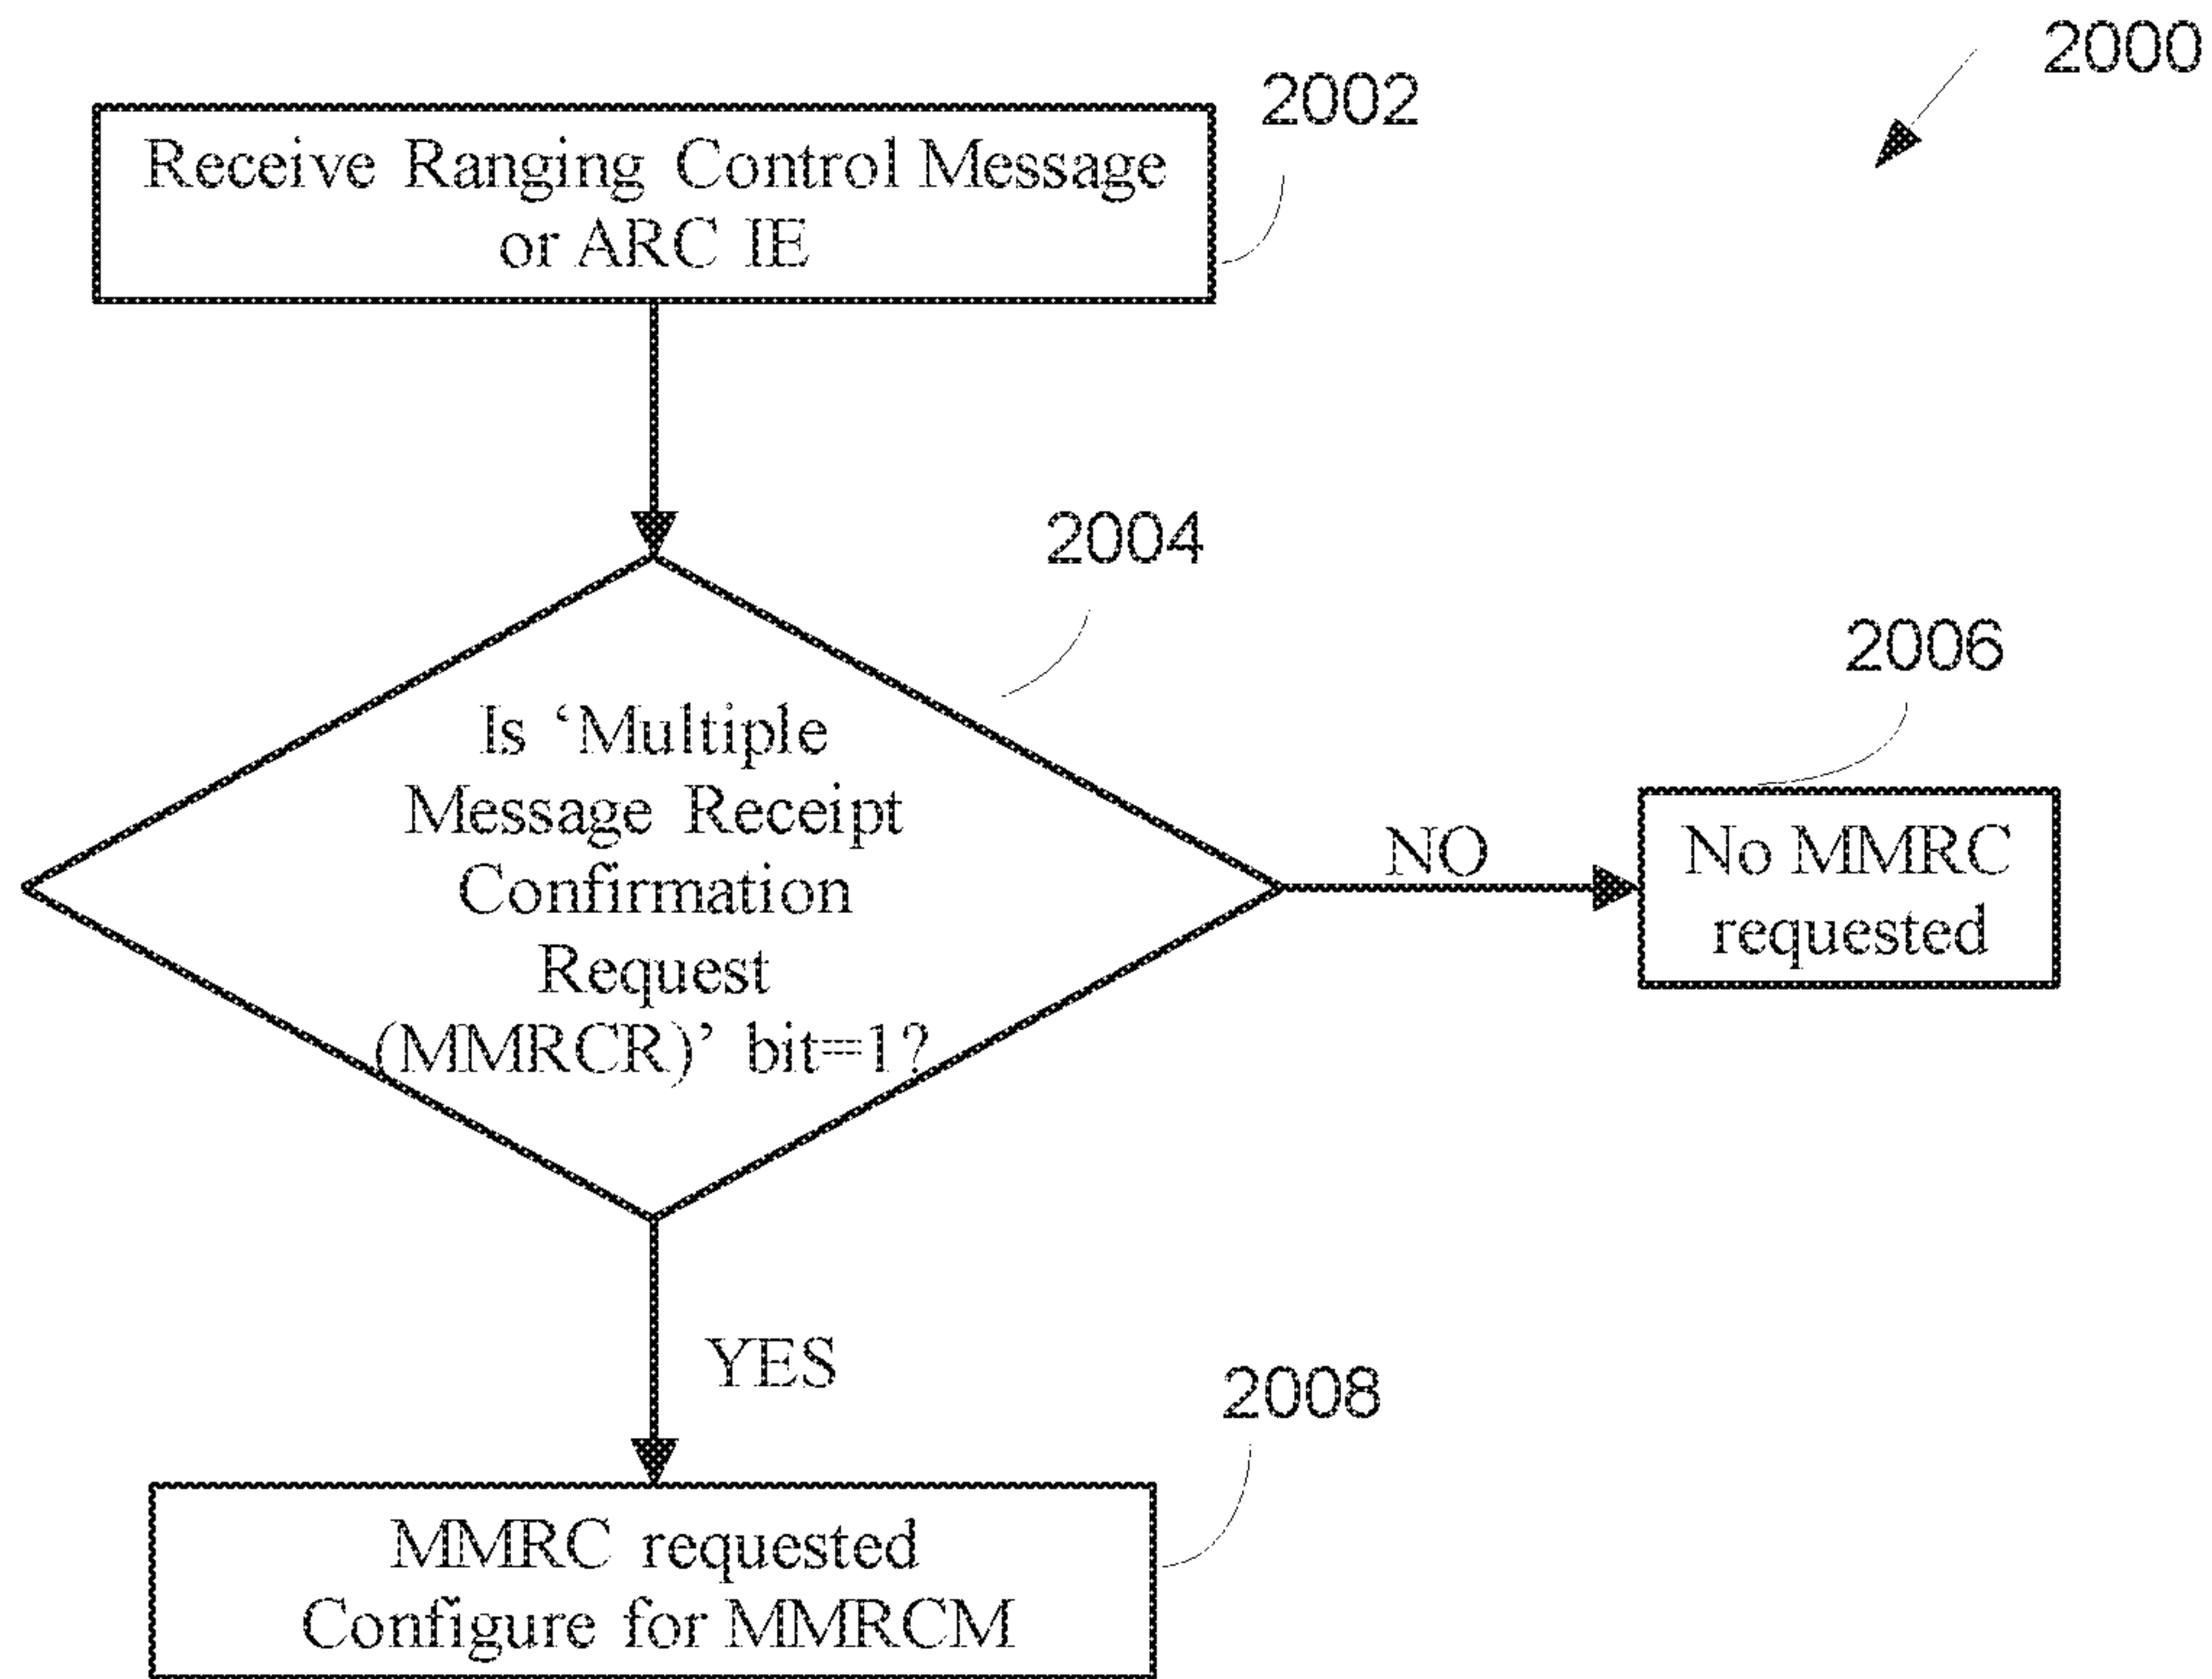 2000
2002
Receive Ranging Control Message
or ARC IE
2004
Is ‘Multiple
Message Receipt
Confirmation
Request
(MMRCR)’ bit==1?
2006
NO
No MMRC
requested
YES
2008
MMRC requested
Configure for MMRCM